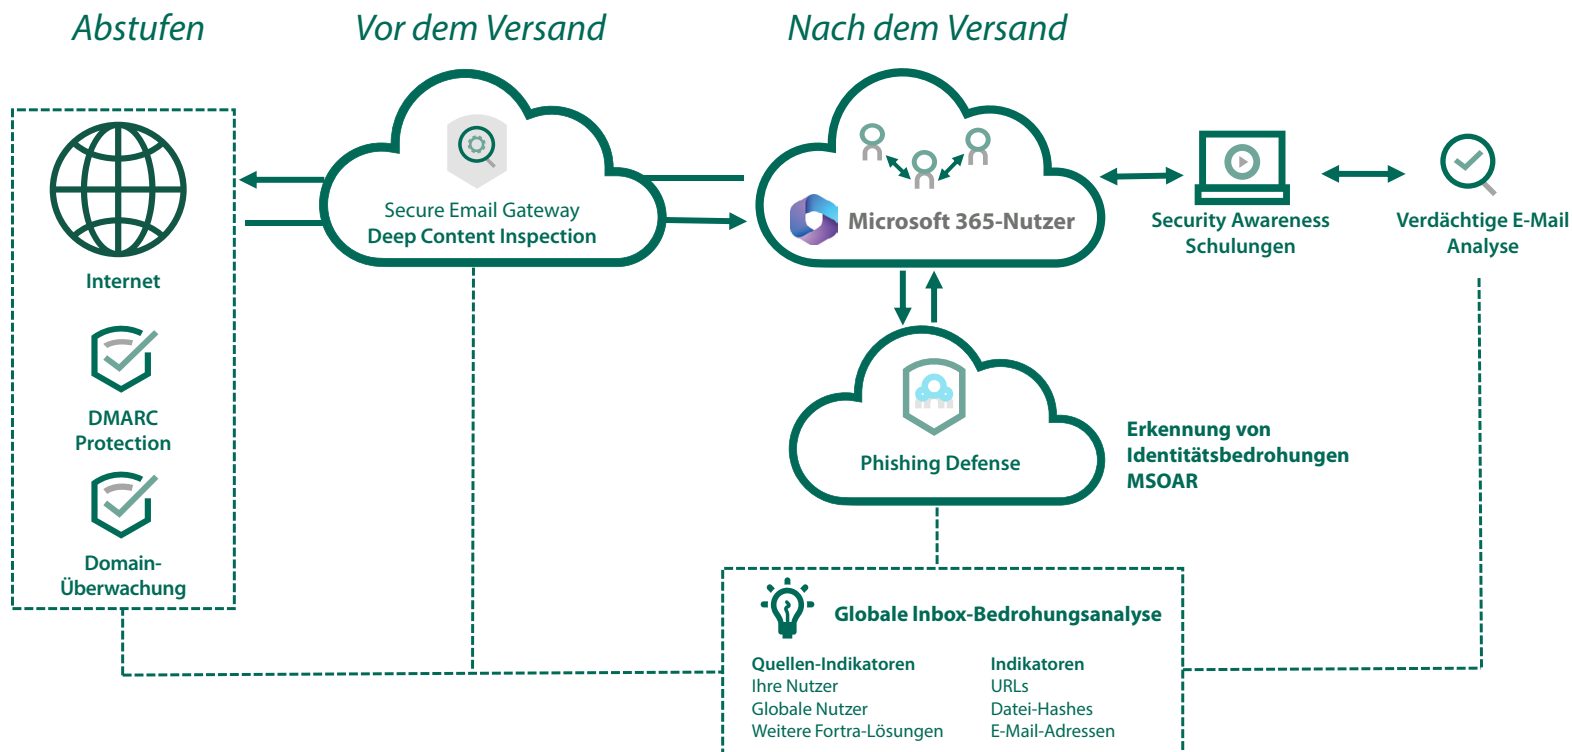 Abstufen
Vor dem Versand
Nach dem Versand
Internet
DMARC
Protection
Domain-
Überwachung
Secure Email Gateway
Deep Content Inspection
Microsoft 365-Nutzer
Security Awareness
Schulungen
Verdächtige E-Mail
Analyse
Phishing Defense
Erkennung von
Identitätsbedrohungen
MSOAR
Globale Inbox-Bedrohungsanalyse
Quellen-Indikatoren
Ihre Nutzer
Globale Nutzer
Weitere Fortra-Lösungen
Indikatoren
URLs
Datei-Hashes
E-Mail-Adressen